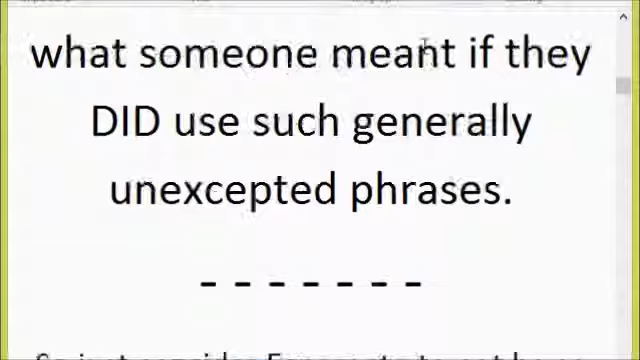 what someone meant if they
DID use such generally
unexcepted phrases.
- - - - - - -